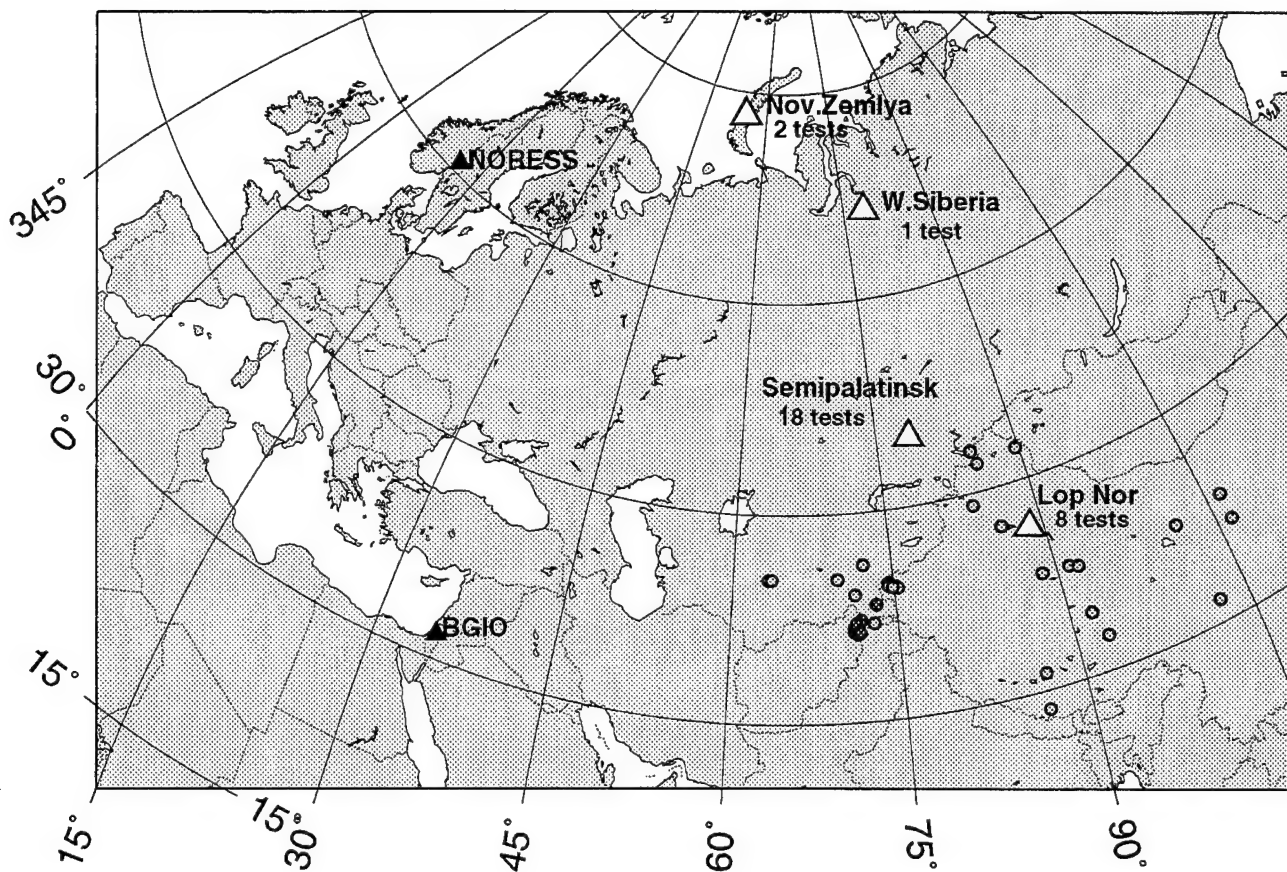 Nov.Zemlya
2 tests
NORESS
W.Siberia
1 test
345°
30°
0°
Semipalatinsk
18 tests
Lop Nor
8 tests
BGIO
15°
15°
15°
30°
45°
60°
75°
90°